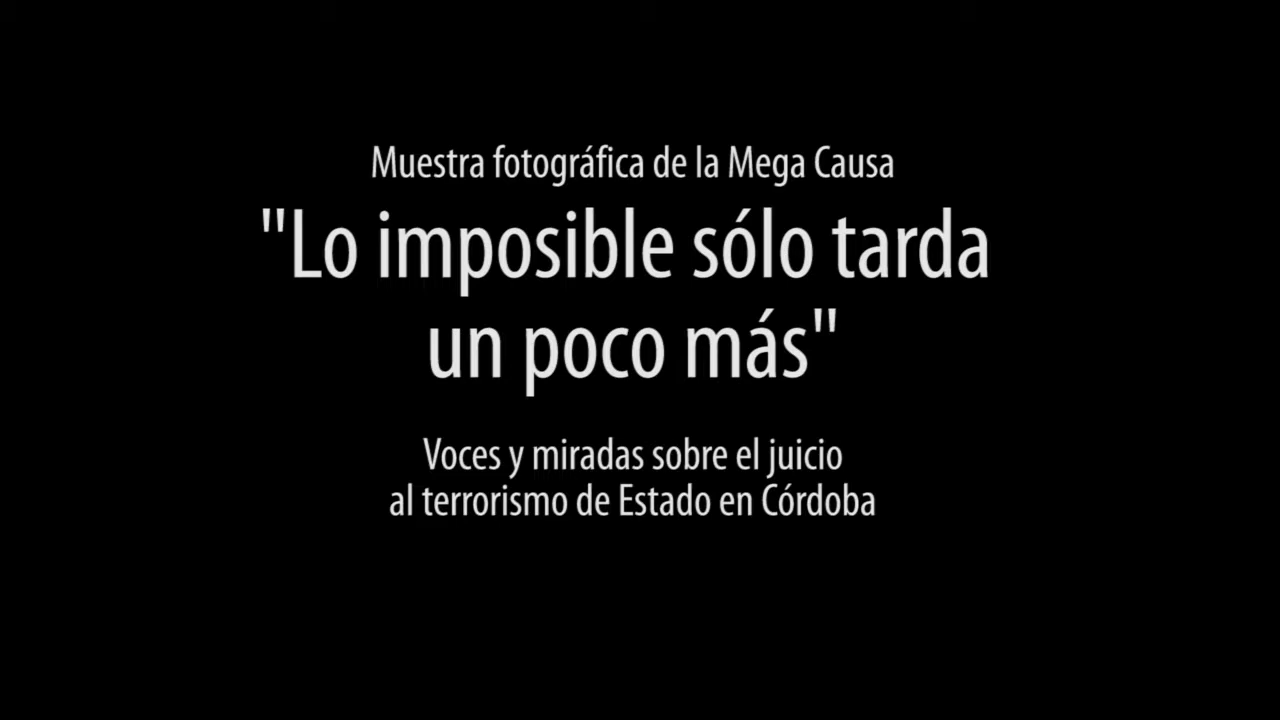 Muestra fotográfica de la Mega Causa
"Lo imposible sólo tarda
un poco más"
Voces y miradas sobre el juicio
al terrorismo de Estado en Córdoba